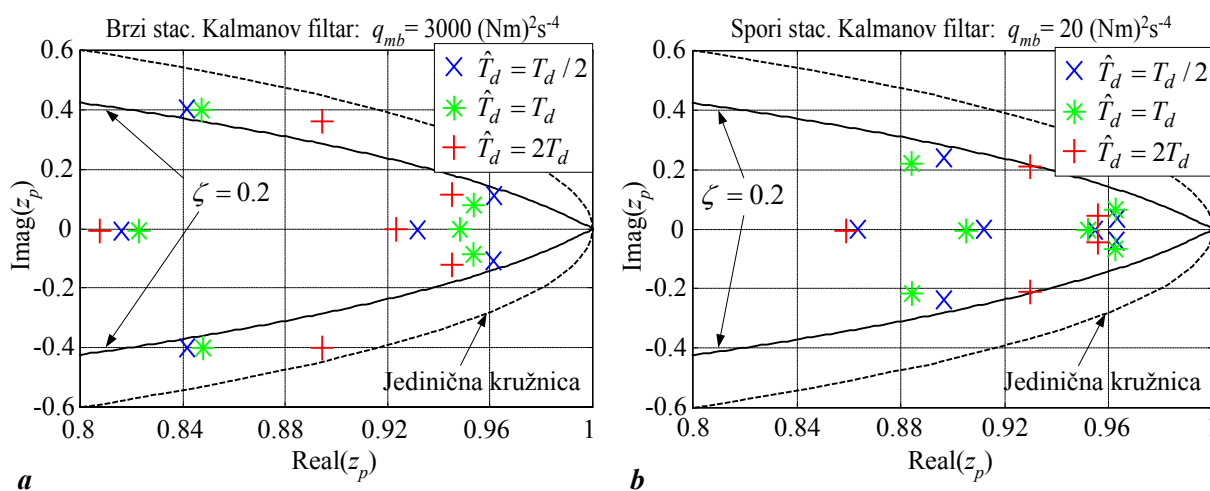 Brzi stac. Kalmanov filtar: q_mb = 3000 (Nm)²s⁻⁴
0.6
0.4
0.2
0
-0.2
-0.4
-0.6
Imag(z_p)
T̂_d = T_d / 2
T̂_d = T_d
T̂_d = 2T_d
ζ = 0.2
Jedinična kružnica
0.8
0.84
0.88
0.92
0.96
1
Real(z_p)
a
Spori stac. Kalmanov filtar: q_mb = 20 (Nm)²s⁻⁴
0.6
0.4
0.2
0
-0.2
-0.4
-0.6
Imag(z_p)
T̂_d = T_d / 2
T̂_d = T_d
T̂_d = 2T_d
ζ = 0.2
Jedinična kružnica
0.8
0.84
0.88
0.92
0.96
1
Real(z_p)
b